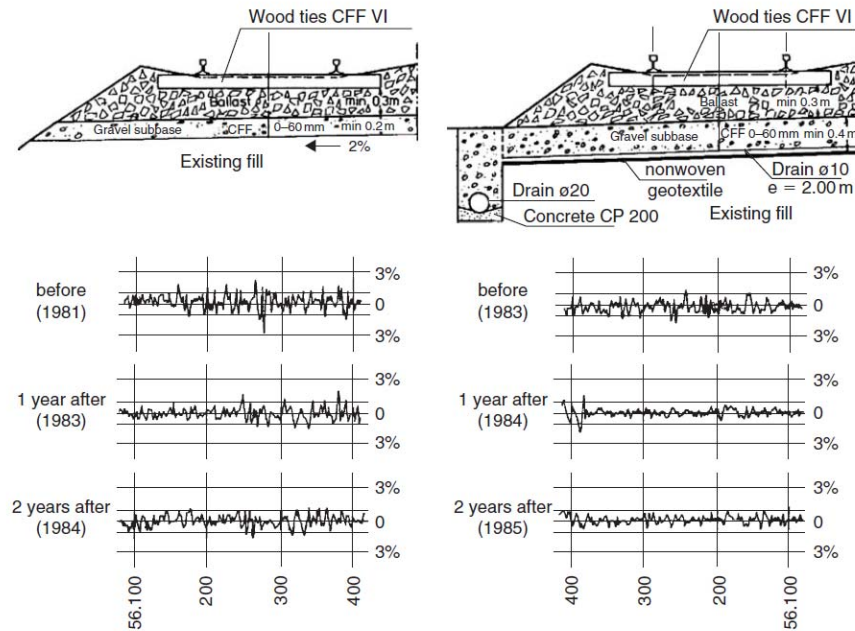 Wood ties CFF VI
Ballast min 0.3m
Gravel subbase CFF 0–60 mm min 0.2 m
Existing fill
2%
Wood ties CFF VI
Ballast min 0.3 m
Gravel subbase CFF 0–60 mm min 0.4 m
nonwoven
geotextile
Drain ø10
e = 2.00 m
Drain ø20
Concrete CP 200
Existing fill
before
(1981)
3%
0
3%
1 year after
(1983)
3%
0
3%
2 years after
(1984)
3%
0
3%
56.100
200
300
400
before
(1983)
3%
0
3%
1 year after
(1984)
3%
0
3%
2 years after
(1985)
3%
0
3%
400
300
200
56.100